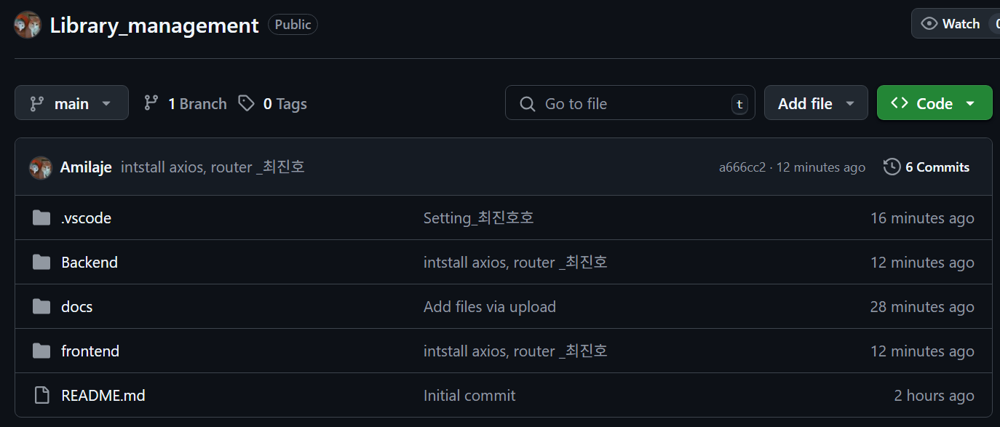 Library_management Public Watch 0
main 1 Branch 0 Tags Go to file t Add file Code
Amilaje intstall axios, router _최진호 a666cc2 · 12 minutes ago 6 Commits
.vscode Setting_최진호호 16 minutes ago
Backend intstall axios, router _최진호 12 minutes ago
docs Add files via upload 28 minutes ago
frontend intstall axios, router _최진호 12 minutes ago
README.md Initial commit 2 hours ago